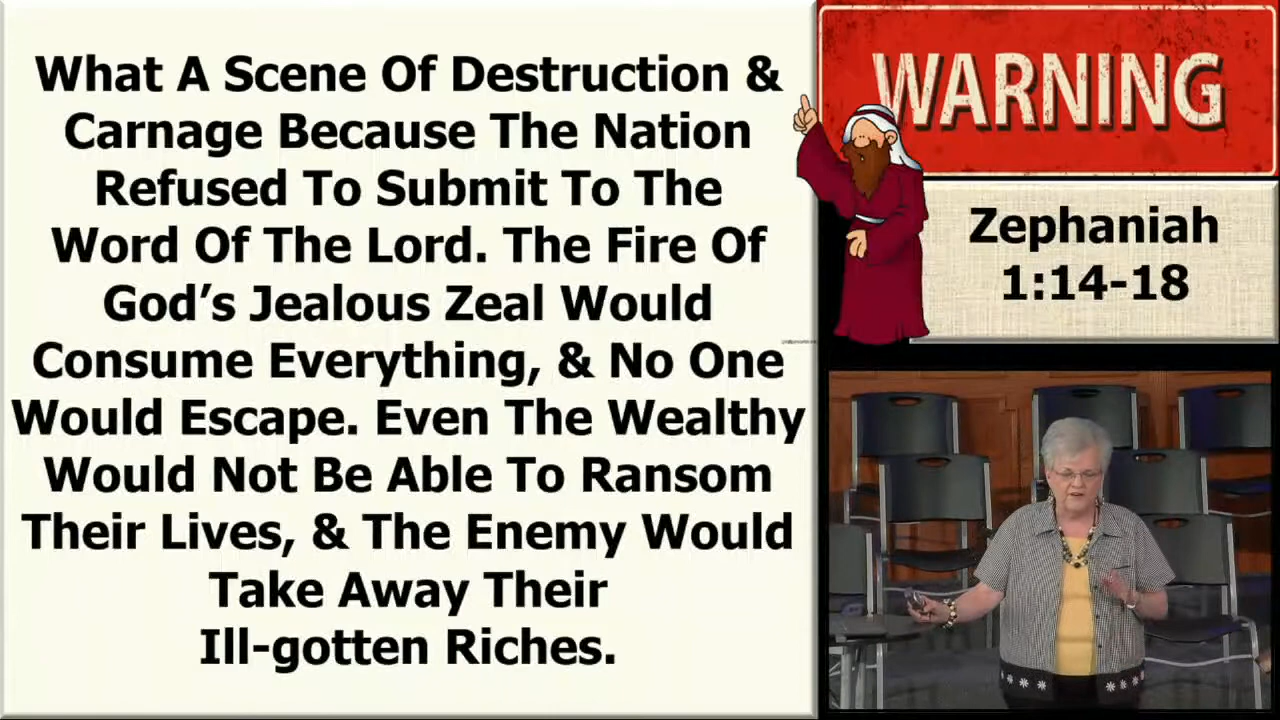 What A Scene Of Destruction &
Carnage Because The Nation
Refused To Submit To The
Word Of The Lord. The Fire Of
God’s Jealous Zeal Would
Consume Everything, & No One
Would Escape. Even The Wealthy
Would Not Be Able To Ransom
Their Lives, & The Enemy Would
Take Away Their
Ill-gotten Riches.
WARNING
Zephaniah
1:14-18